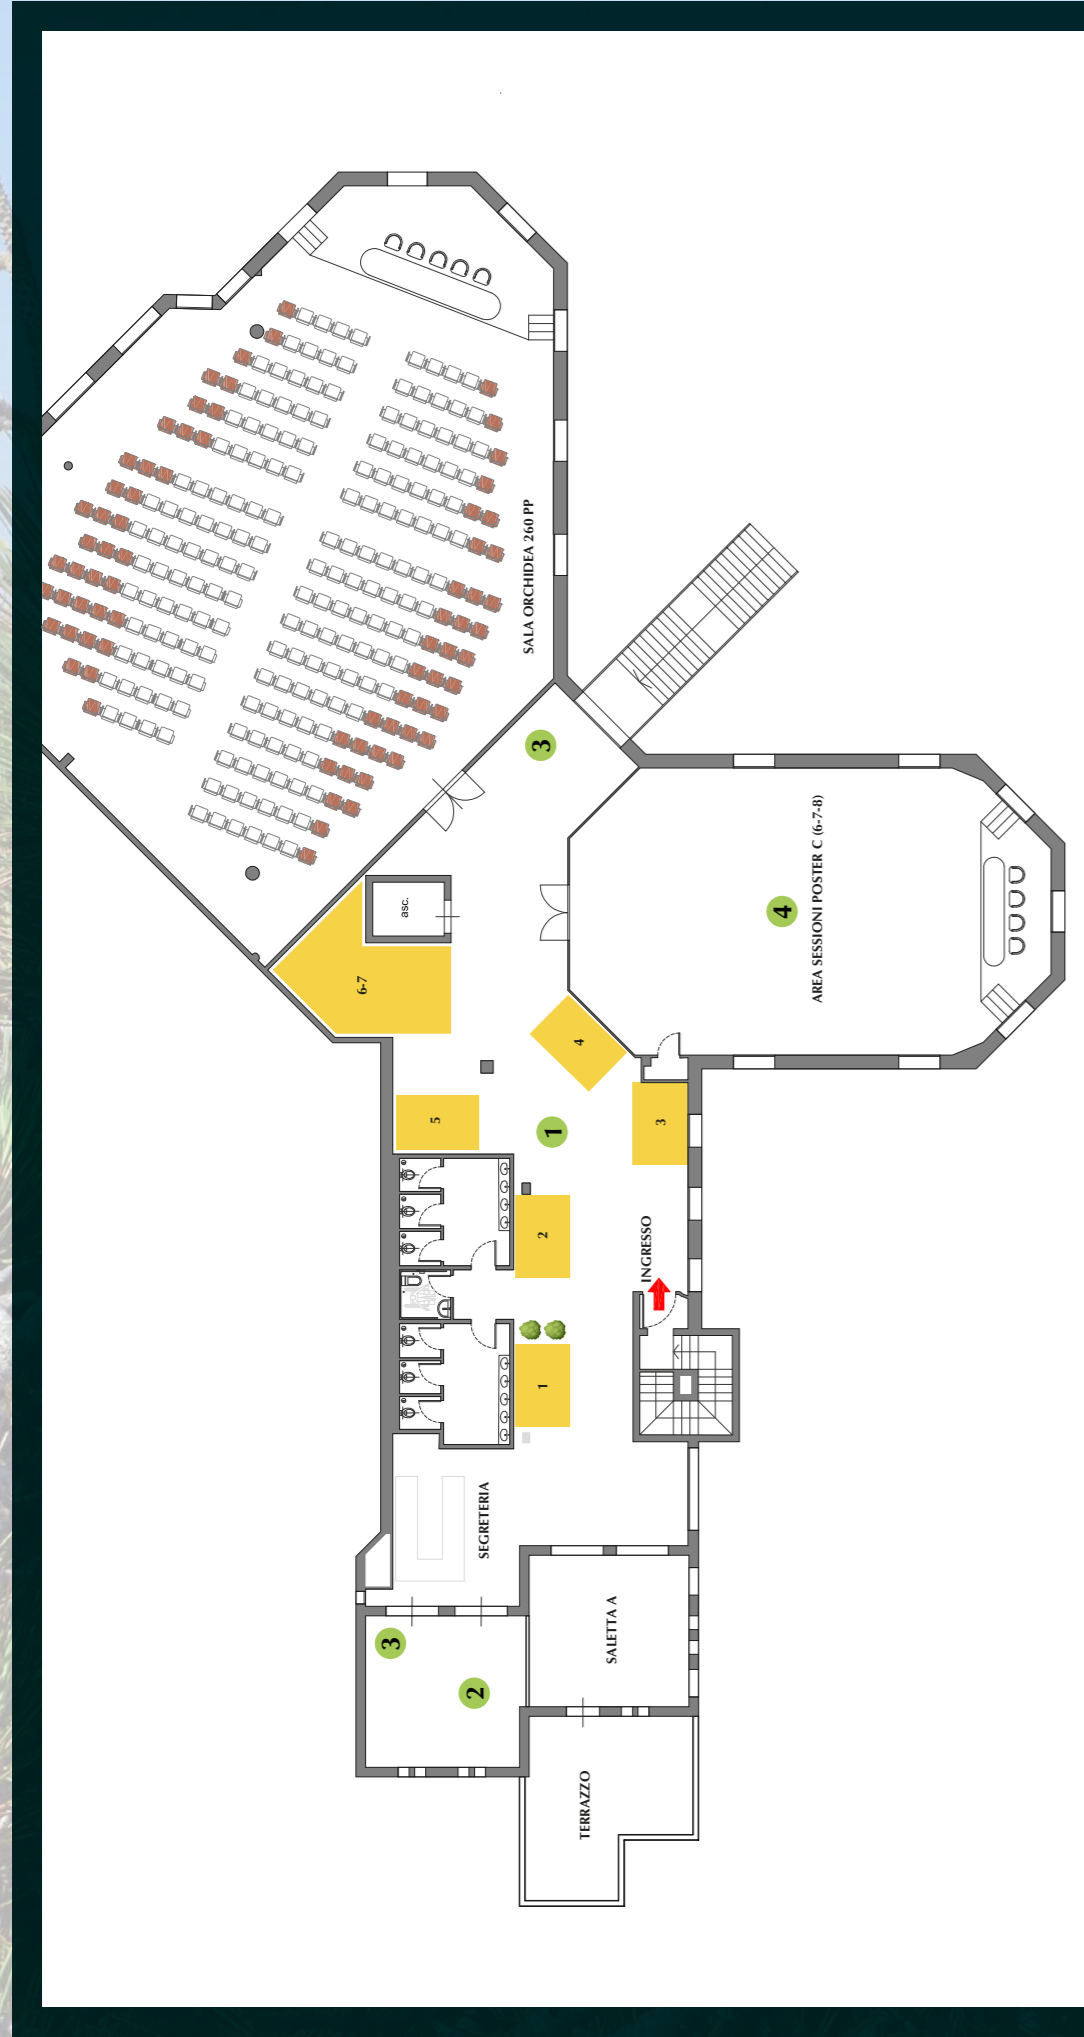 SALA ORCHIDEA 260 PP
3
asc.
4
AREA SESSIONI POSTER C (6-7-8)
6-7
4
5
1
3
2
INGRESSO
1
SEGRETERIA
3
2
SALETTA A
TERRAZZO